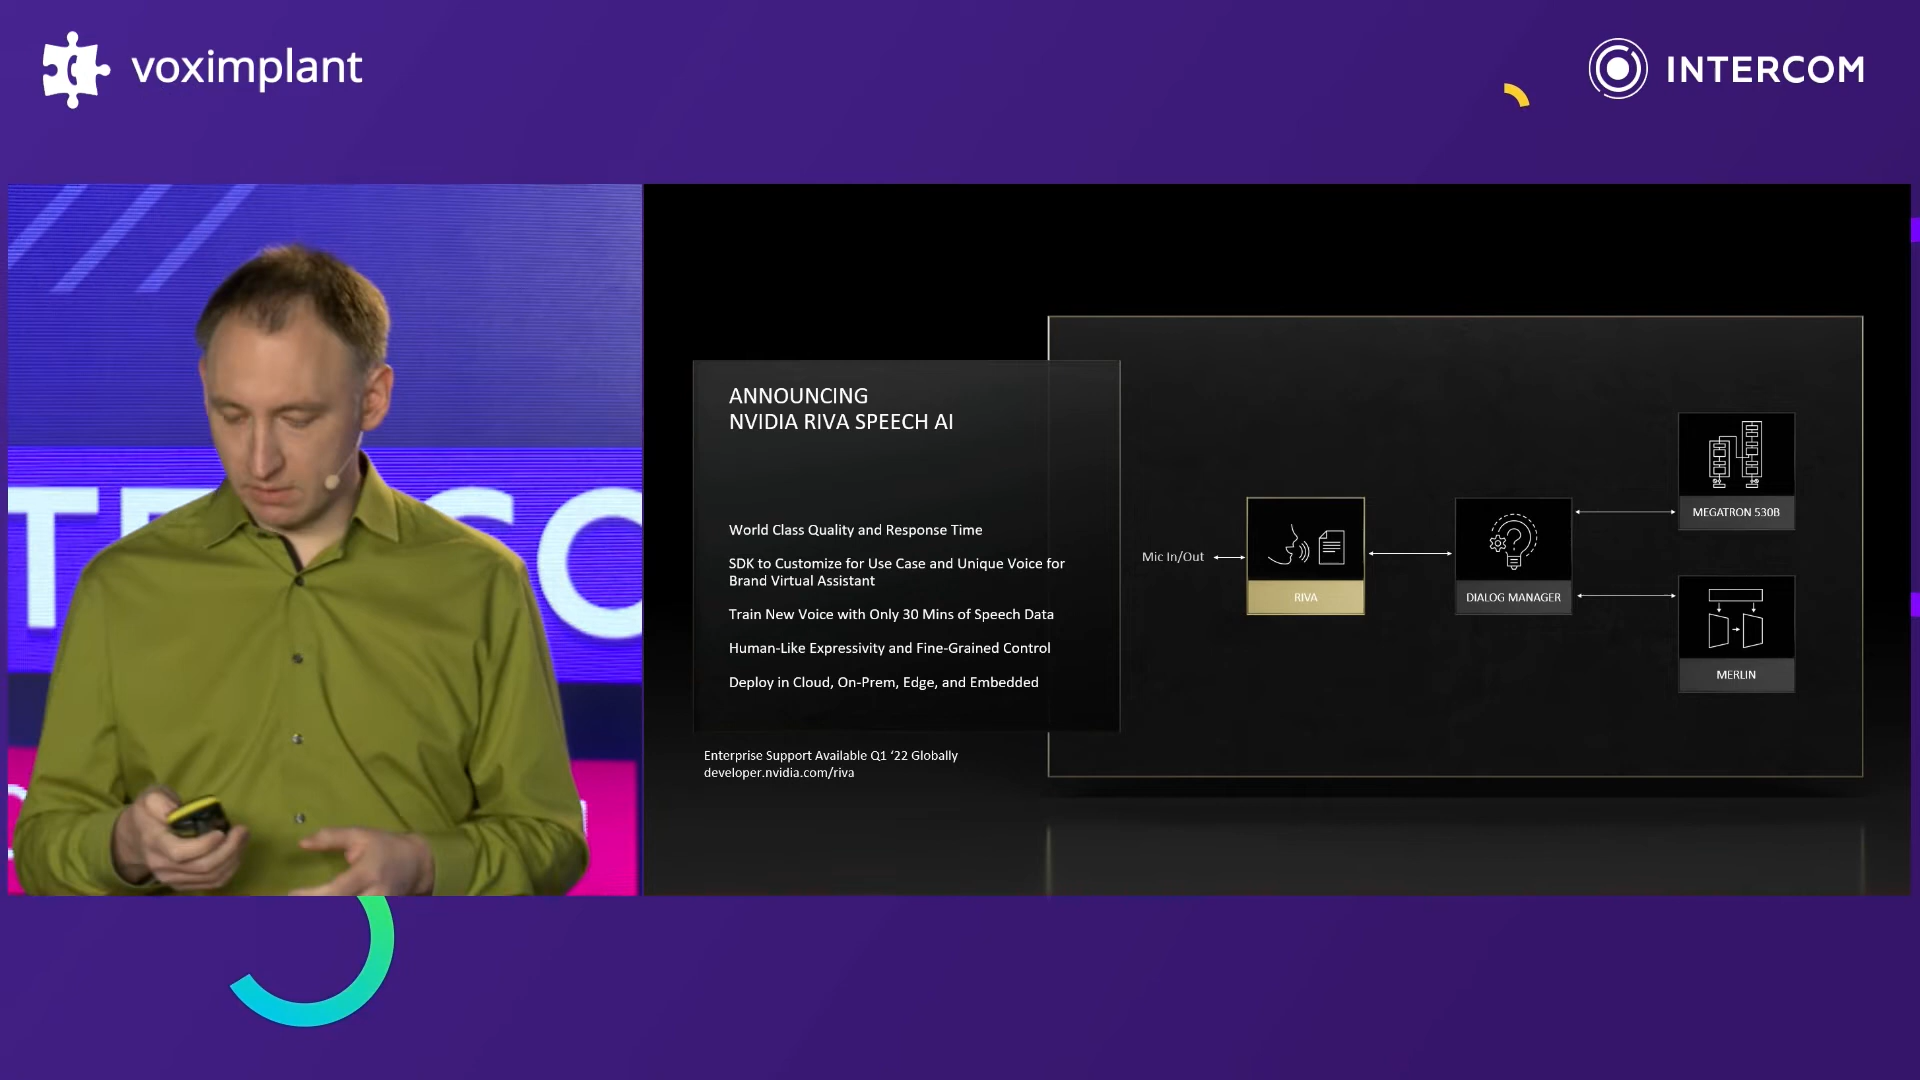 voximplant
INTERCOM
TE CO
ANNOUNCING
NVIDIA RIVA SPEECH AI
World Class Quality and Response Time
SDK to Customize for Use Case and Unique Voice for
Brand Virtual Assistant
Train New Voice with Only 30 Mins of Speech Data
Human-Like Expressivity and Fine-Grained Control
Deploy in Cloud, On-Prem, Edge, and Embedded
Enterprise Support Available Q1 ‘22 Globally
developer.nvidia.com/riva
Mic In/Out
RIVA
DIALOG MANAGER
MEGATRON 530B
MERLIN